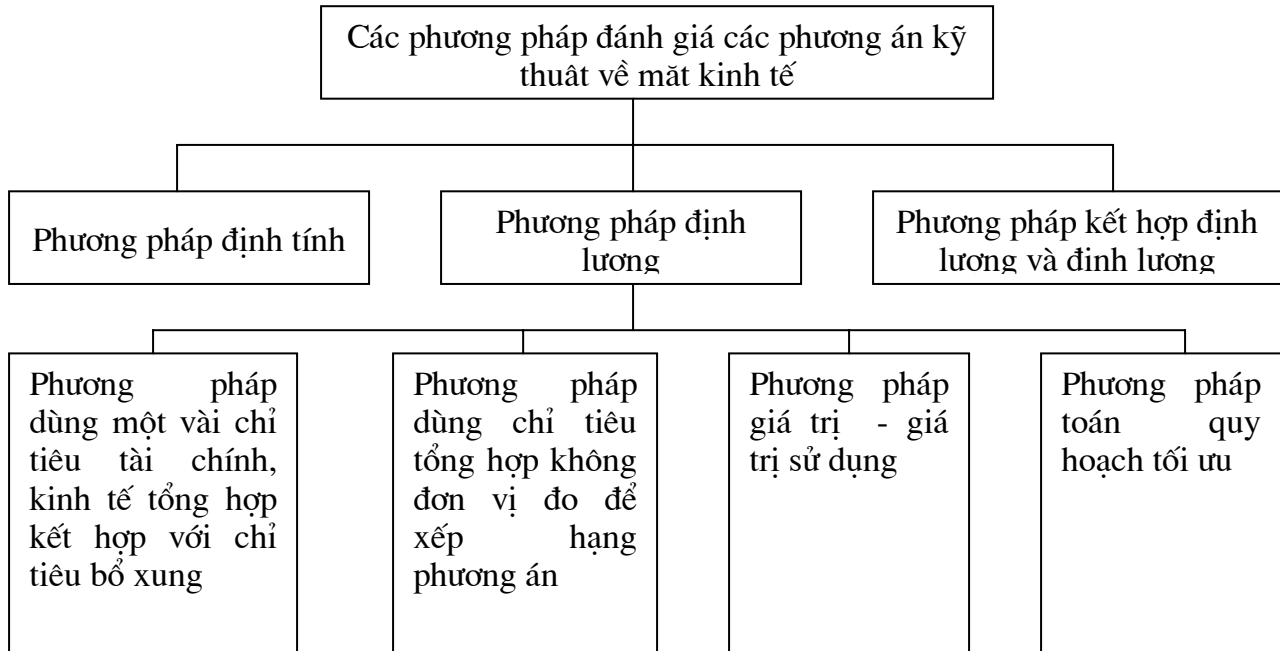 Các phương pháp đánh giá các phương án kỹ
thuât về măt kinh tế
Phương pháp định tính
Phương pháp định
lương
Phương pháp kết hợp định
lương và đinh lương
Phương pháp
dùng một vài chỉ
tiêu tài chính,
kinh tế tổng hợp
kết hợp với chỉ
tiêu bổ xung
Phương pháp
dùng chỉ tiêu
tổng hợp không
đơn vị đo để
xếp hạng
phương án
Phương pháp
giá trị - giá
trị sử dụng
Phương pháp
toán quy
hoạch tối ưu